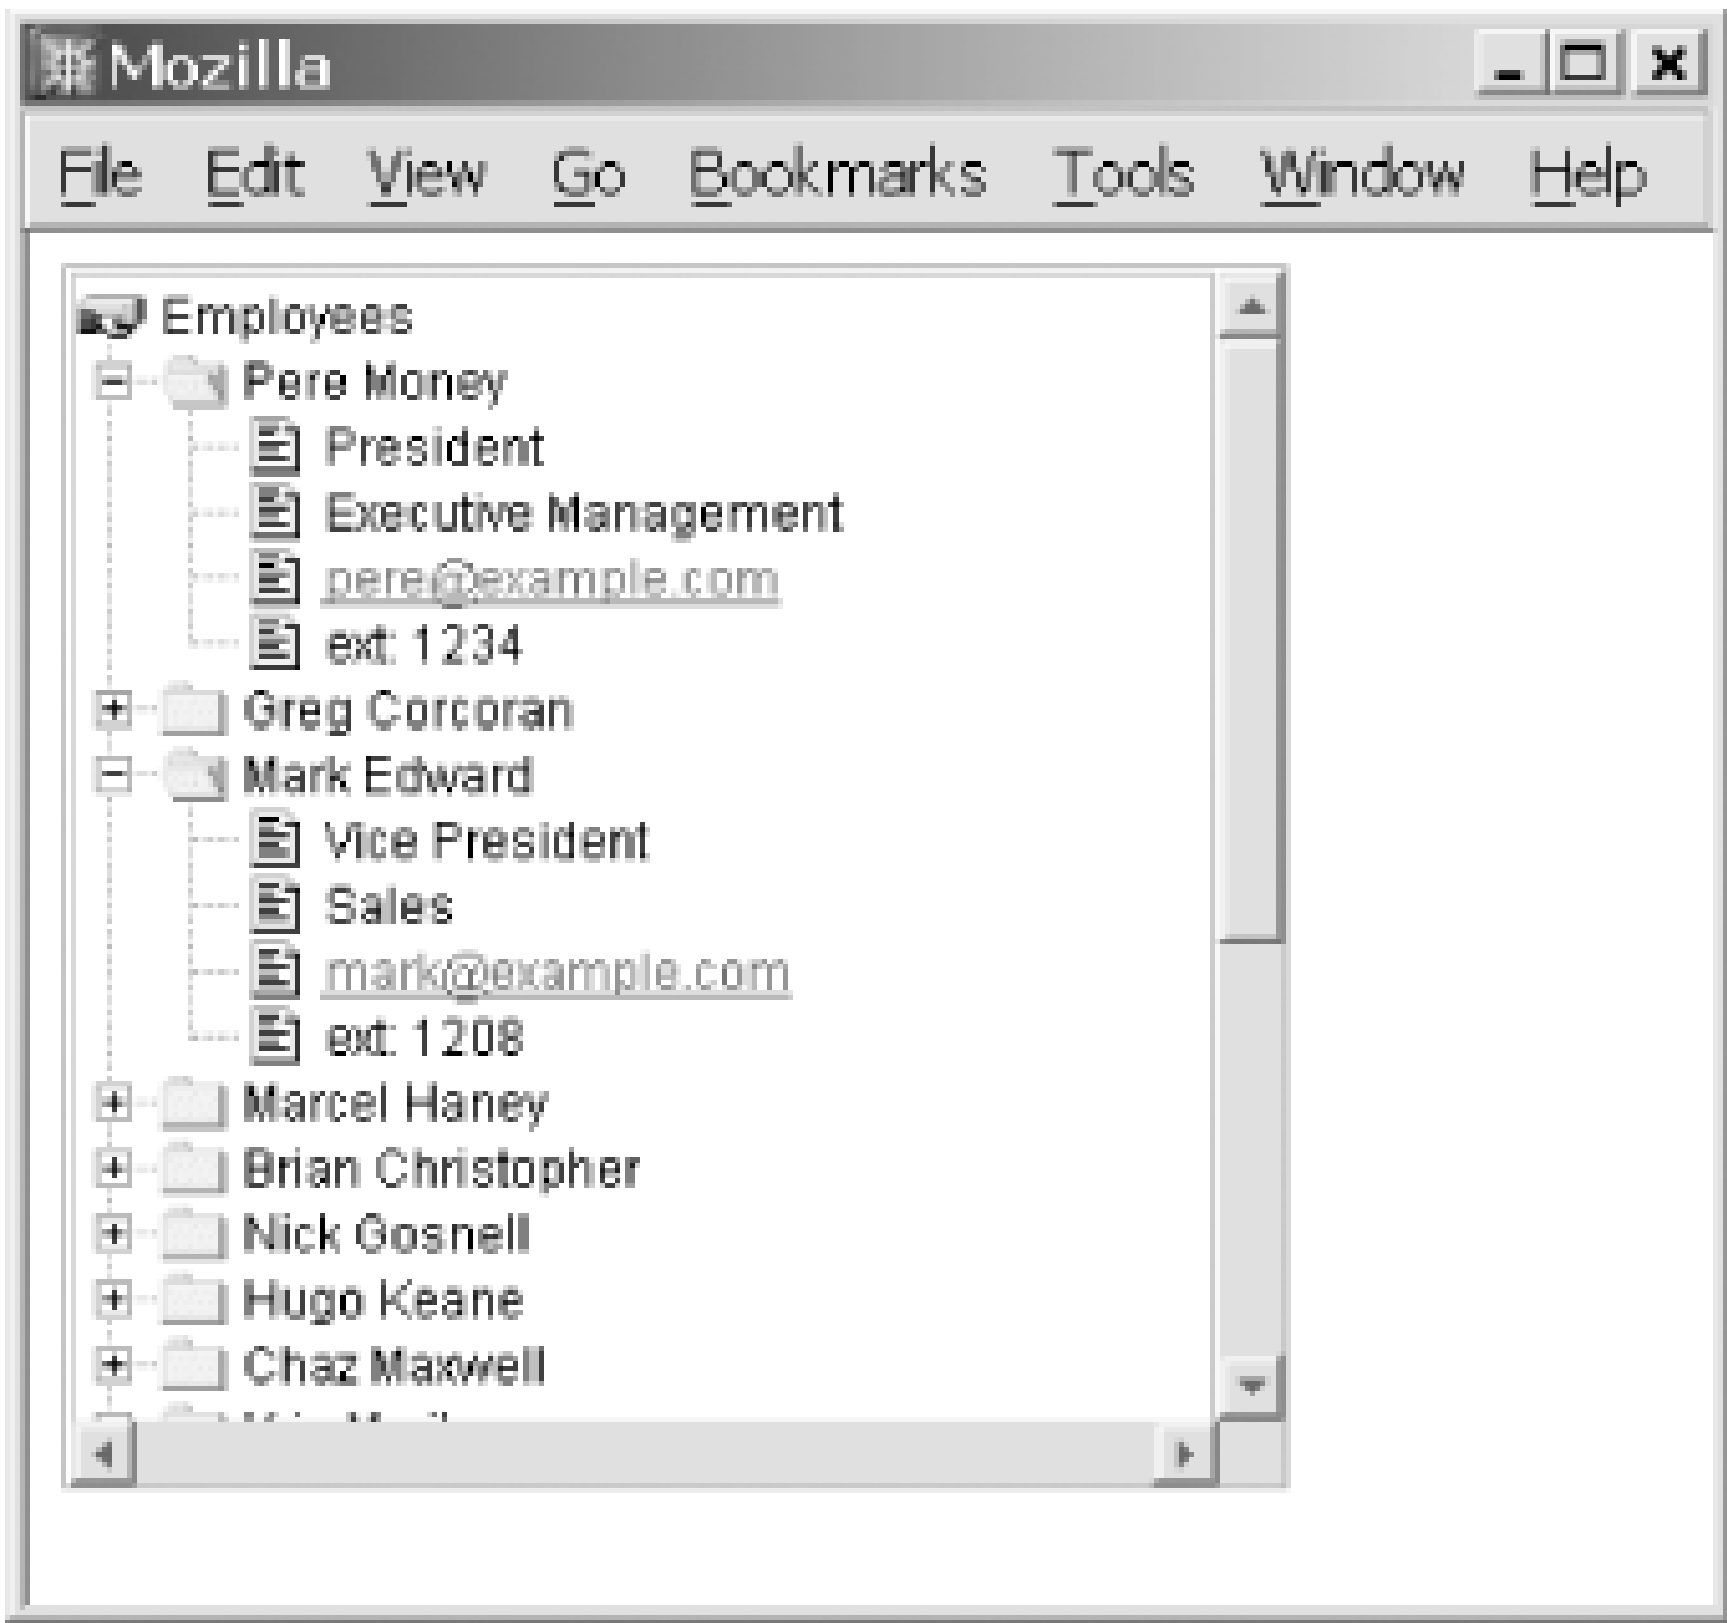 Mozilla
File Edit View Go Bookmarks Tools Window Help
Employees
Pere Money
President
Executive Management
pere@example.com
ext: 1234
Greg Corcoran
Mark Edward
Vice President
Sales
mark@example.com
ext: 1208
Marcel Haney
Brian Christopher
Nick Gosnell
Hugo Keane
Chaz Maxwell